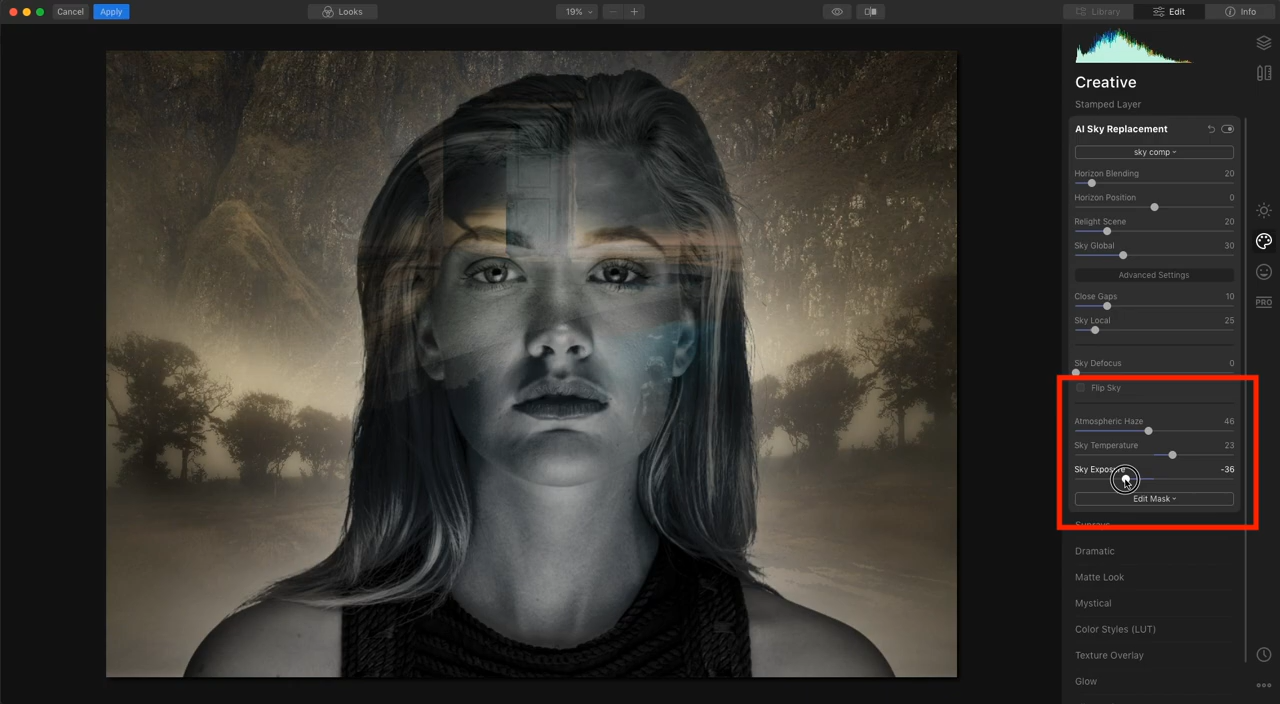 Cancel
Apply
Looks
19%
Library
Edit
Info
Creative
Stamped Layer
AI Sky Replacement
sky comp
Horizon Blending 20
Horizon Position 0
Relight Scene 20
Sky Global 30
Advanced Settings
Close Gaps 10
Sky Local 25
Sky Defocus 0
Flip Sky
Atmospheric Haze 46
Sky Temperature 23
Sky Exposure -36
Edit Mask
Sunrays
Dramatic
Matte Look
Mystical
Color Styles (LUT)
Texture Overlay
Glow
PRO